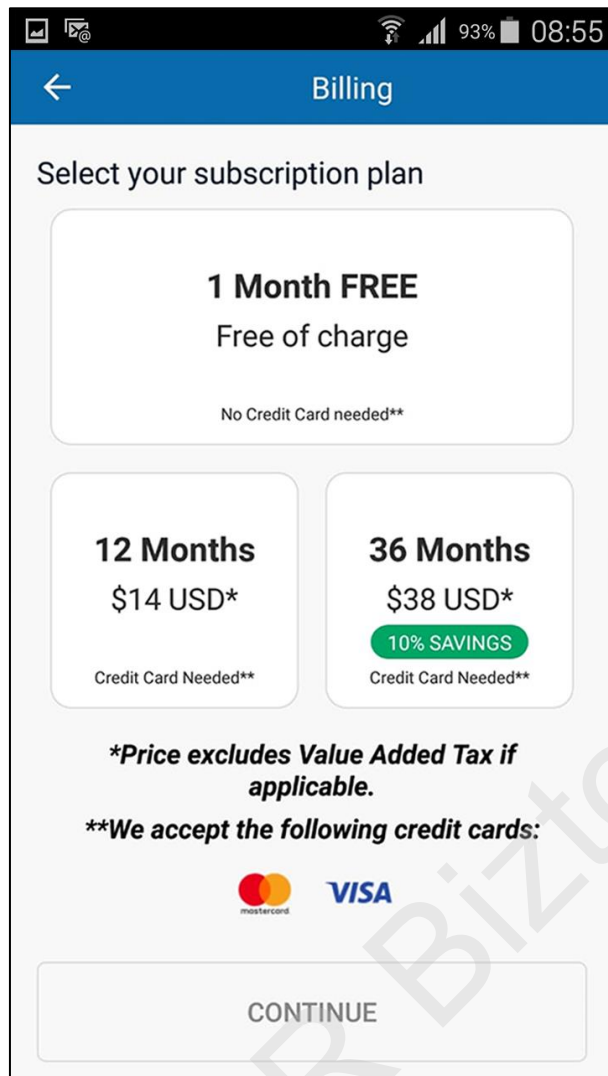 93% 08:55
Billing
Select your subscription plan
1 Month FREE
Free of charge
No Credit Card needed**
12 Months
$14 USD*
Credit Card Needed**
36 Months
$38 USD*
10% SAVINGS
Credit Card Needed**
*Price excludes Value Added Tax if
applicable.
**We accept the following credit cards:
mastercard
VISA
CONTINUE
R Bizto